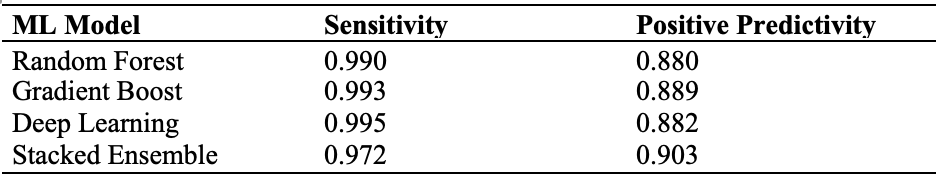 ML Model Sensitivity Positive Predictivity
Random Forest 0.990 0.880
Gradient Boost 0.993 0.889
Deep Learning 0.995 0.882
Stacked Ensemble 0.972 0.903